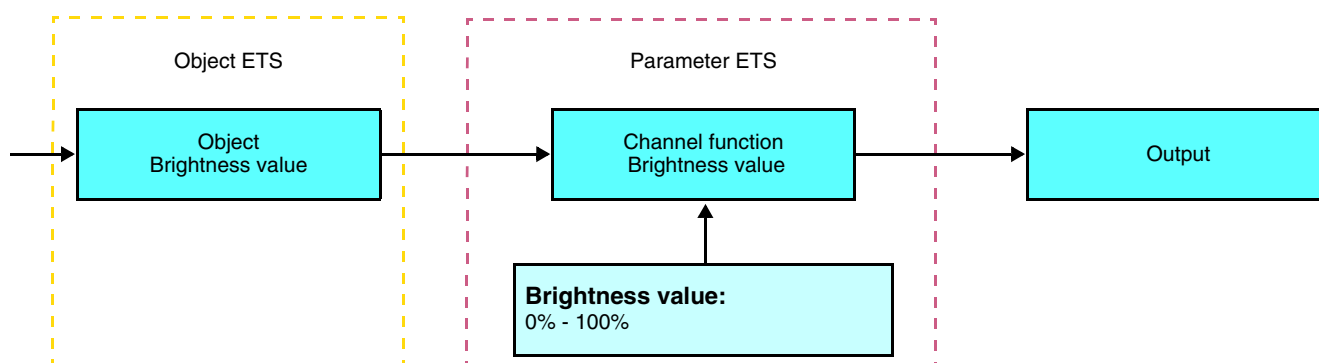 Object ETS
Parameter ETS
Object
Brightness value
Channel function
Brightness value
Output
Brightness value:
0% - 100%